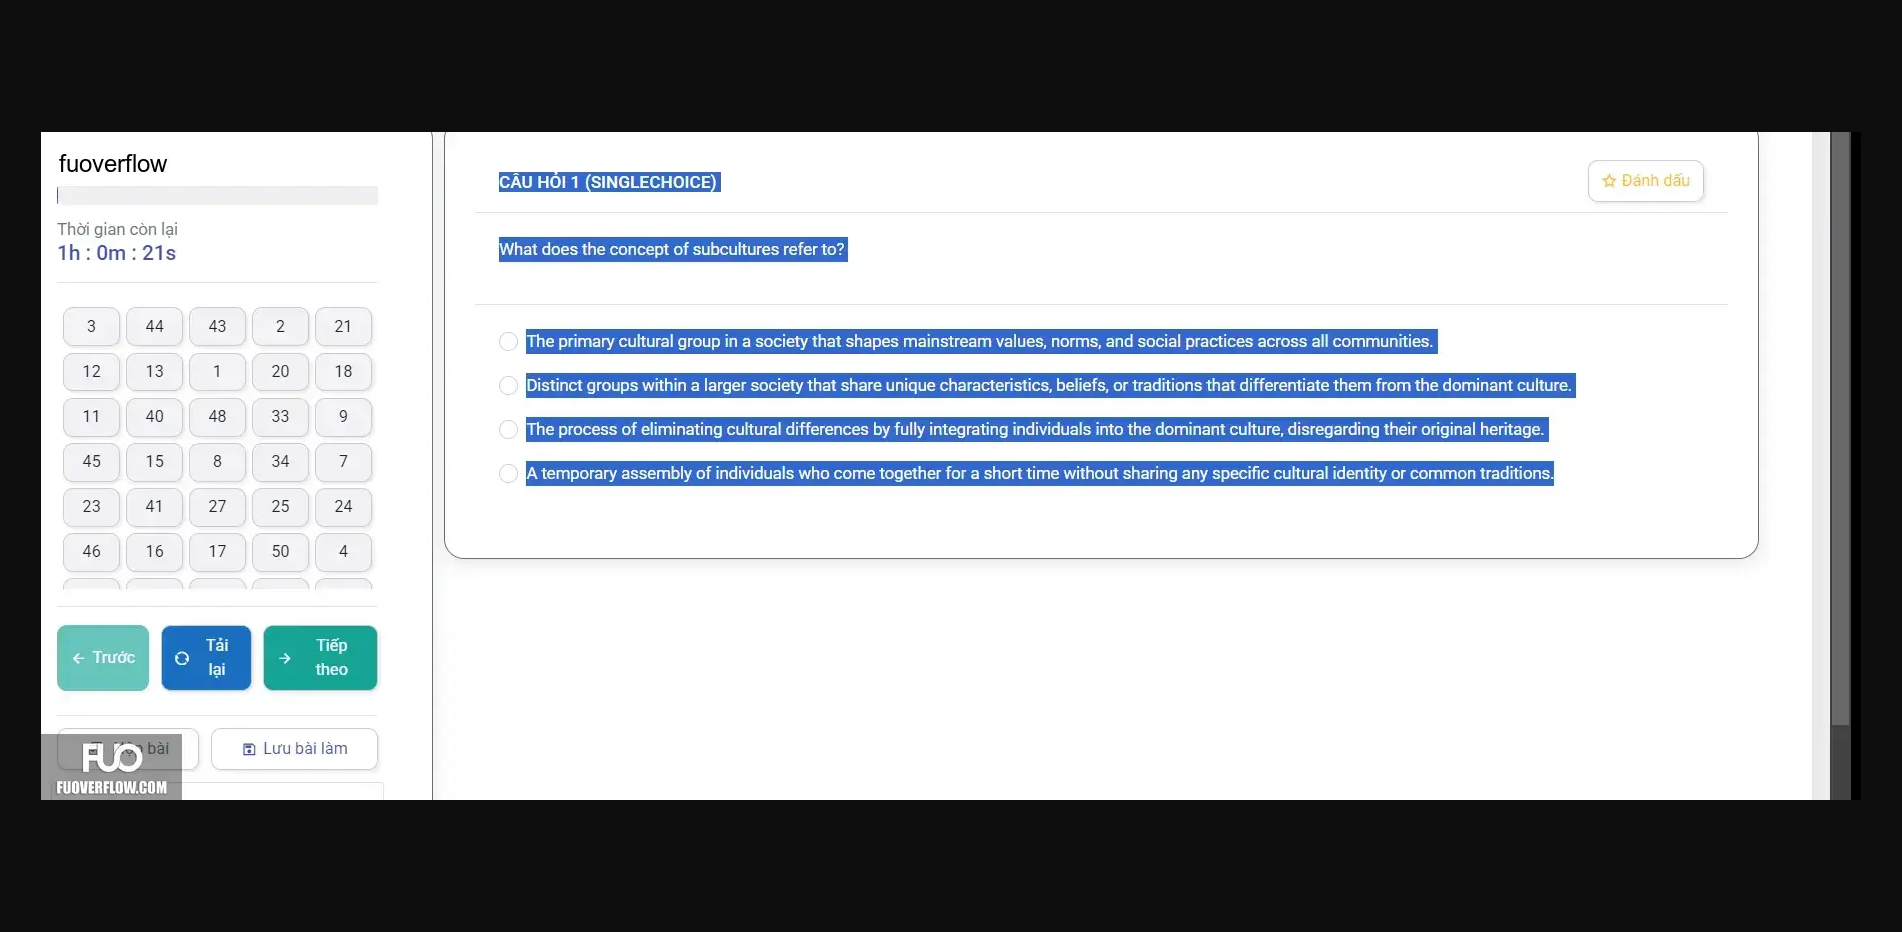 fuoverflow
Thời gian còn lại
1h : 0m : 21s
3 44 43 2 21
12 13 1 20 18
11 40 48 33 9
45 15 8 34 7
23 41 27 25 24
46 16 17 50 4
Trước
Tải lại
Tiếp theo
bài
Lưu bài làm
FUO
FUOVERFLOW.COM
CÂU HỎI 1 (SINGLECHOICE)
Đánh dấu
What does the concept of subcultures refer to?
The primary cultural group in a society that shapes mainstream values, norms, and social practices across all communities.
Distinct groups within a larger society that share unique characteristics, beliefs, or traditions that differentiate them from the dominant culture.
The process of eliminating cultural differences by fully integrating individuals into the dominant culture, disregarding their original heritage.
A temporary assembly of individuals who come together for a short time without sharing any specific cultural identity or common traditions.